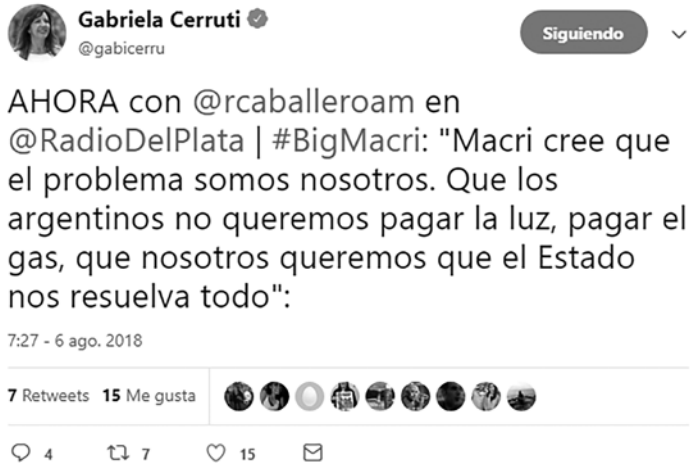 Gabriela Cerruti
@gabicerru
Siguiendo
AHORA con @rcaballeroam en
@RadioDelPlata | #BigMacri: "Macri cree que
el problema somos nosotros. Que los
argentinos no queremos pagar la luz, pagar el
gas, que nosotros queremos que el Estado
nos resuelva todo":
7:27 - 6 ago. 2018
7 Retweets 15 Me gusta
4 7 15